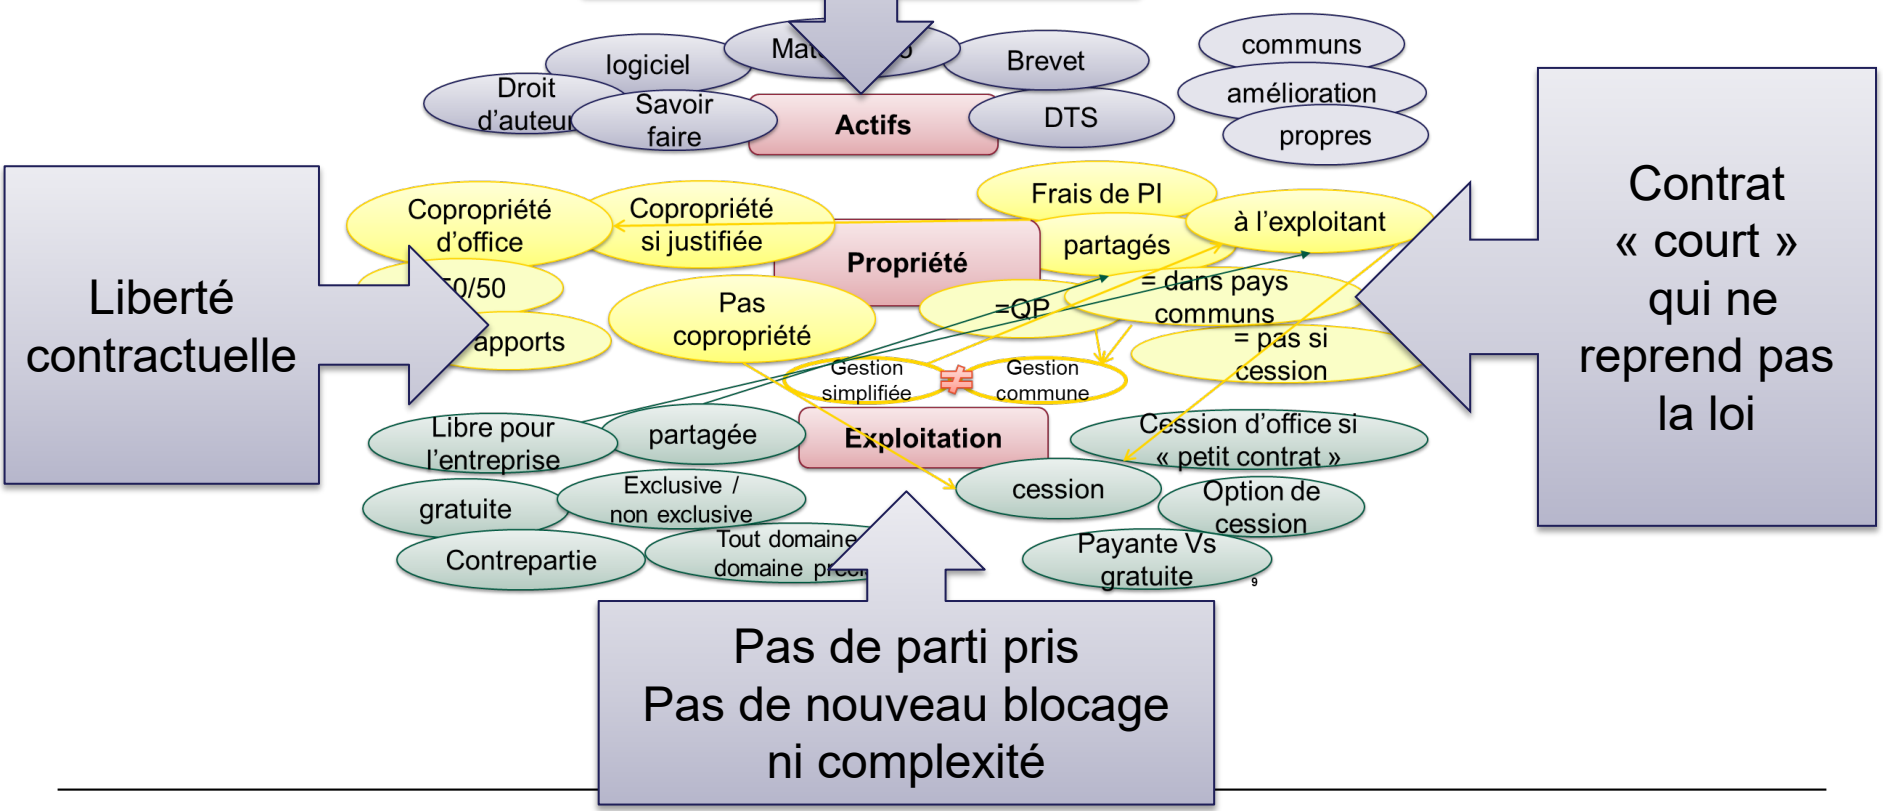 logiciel
Brevet
communs
Droit
d'auteur
Savoir
faire
Actifs
DTS
amélioration
propres
Liberté
contractuelle
Copropriété
d'office
Copropriété
si justifiée
Frais de PI
partagés
à l'exploitant
Propriété
50/50
apports
Pas
copropriété
=QP
= dans pays
communs
= pas si
cession
Gestion
simplifiée
≠
Gestion
commune
Contrat
« court »
qui ne
reprend pas
la loi
Libre pour
l'entreprise
partagée
Exploitation
Cession d'office si
« petit contrat »
gratuite
Exclusive /
non exclusive
cession
Option de
cession
Contrepartie
Tout domaine
domaine
Payante Vs
gratuite
9
Pas de parti pris
Pas de nouveau blocage
ni complexité